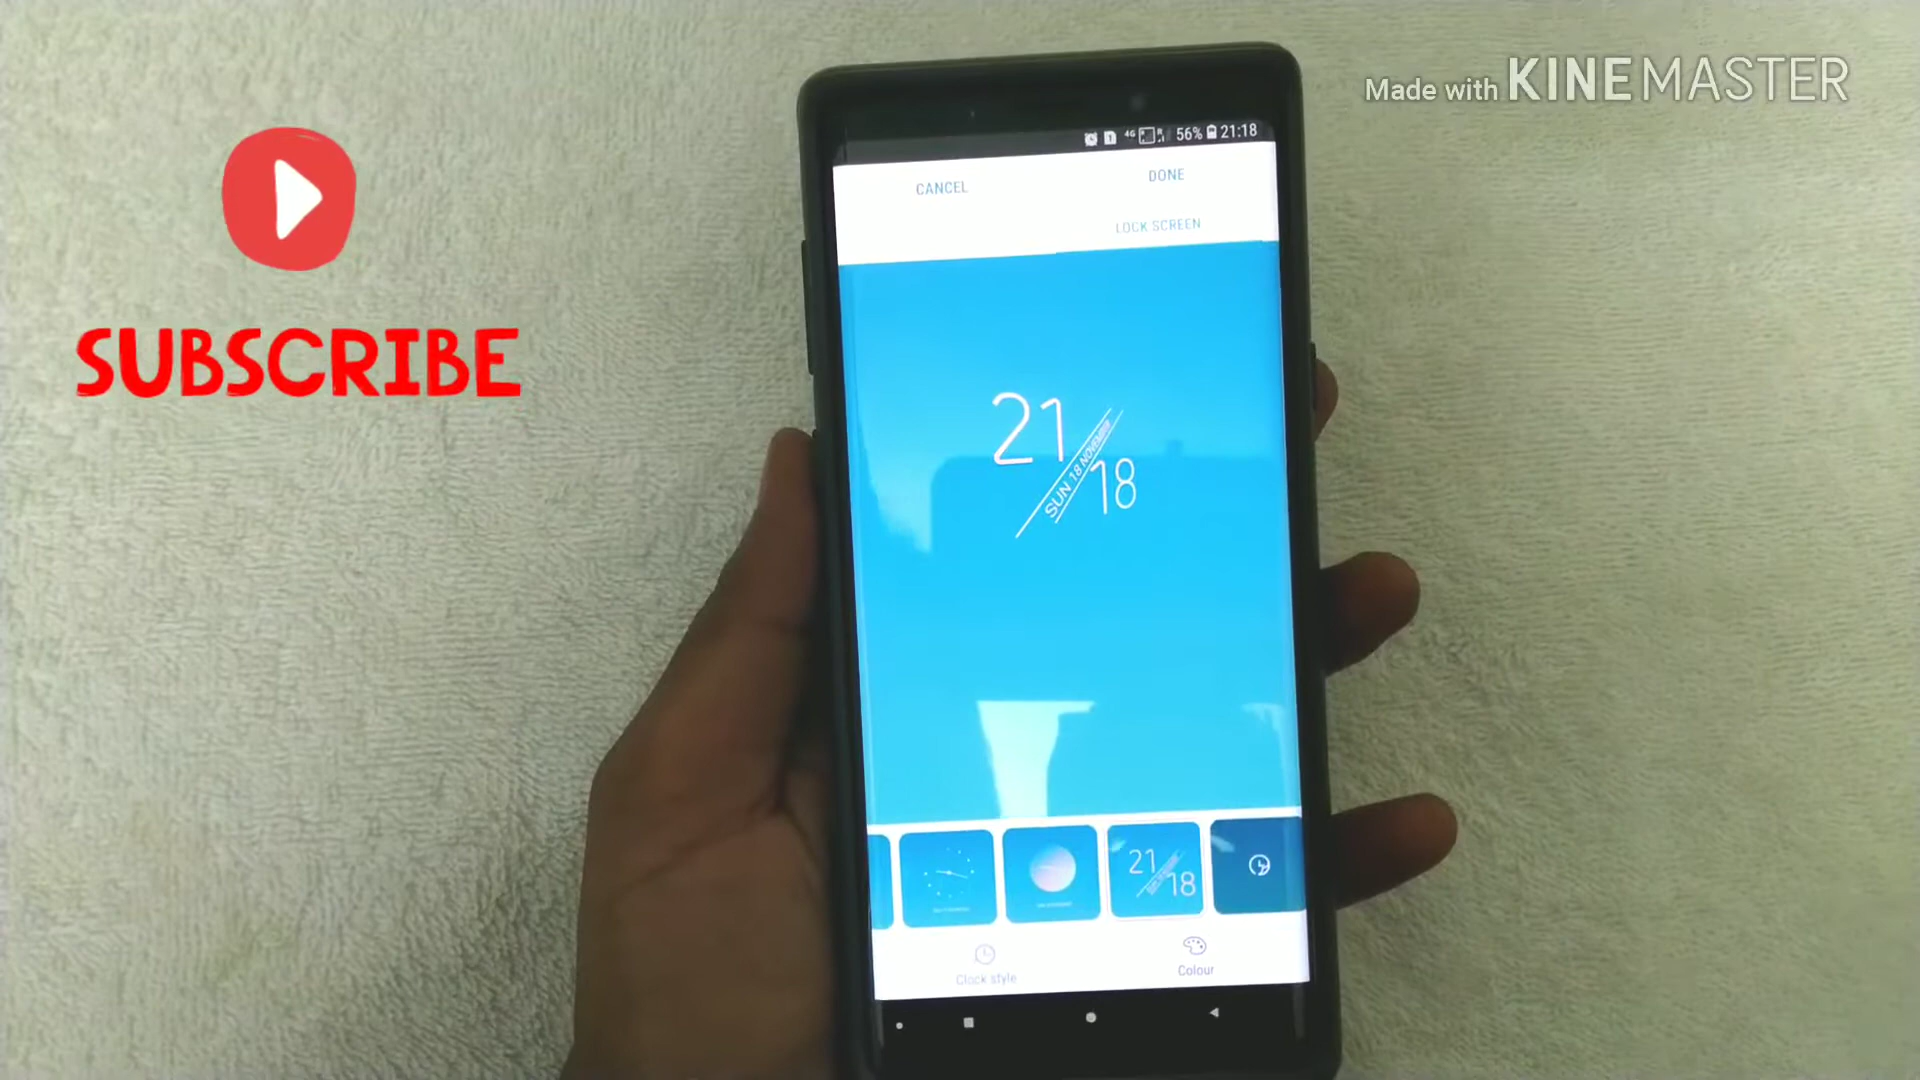 Made with KINEMASTER
SUBSCRIBE
4G 56% 21:18
CANCEL
DONE
LOCK SCREEN
21
SUN 18 NOVEMBER
18
21
18
Clock style
Colour